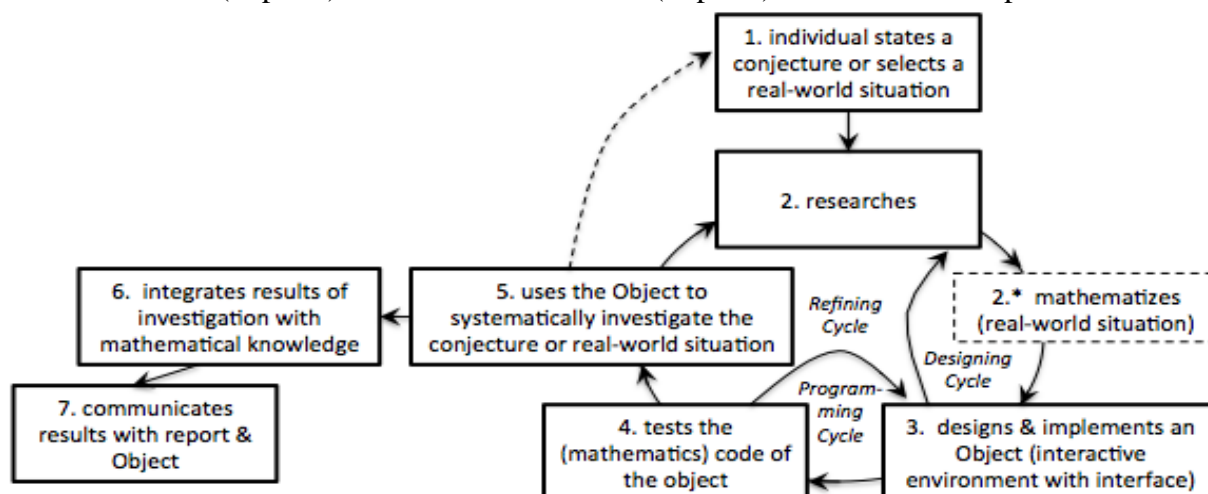 1. individual states a
conjecture or selects a
real-world situation
2. researches
2.* mathematizes
(real-world situation)
6. integrates results of
investigation with
mathematical knowledge
5. uses the Object to
systematically investigate the
conjecture or real-world situation
Refining
Cycle
Designing
Cycle
Program-
ming
Cycle
7. communicates
results with report &
Object
4. tests the
(mathematics) code of
the object
3. designs & implements an
Object (interactive
environment with interface)